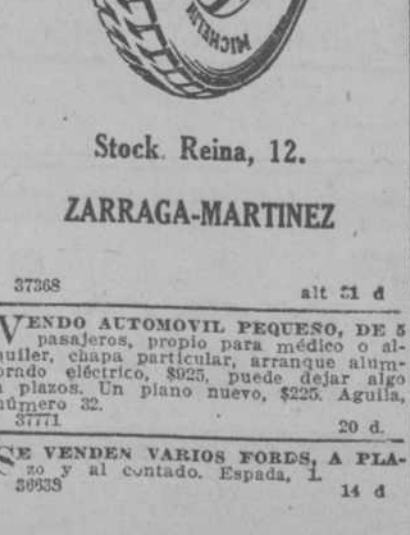 MICHELIN
Stock Reina, 12.
ZARRAGA-MARTINEZ
37368 alt 31 d
VENDO AUTOMOVIL PEQUEÑO, DE 5
pasajeros, propio para médico o al-
quiler, chapa particular, arranque alum-
brado eléctrico, $925, puede dejar algo
a plazos. Un piano nuevo, $225. Aguila,
número 32.
37771 20 d.
SE VENDEN VARIOS FORDS, A PLA-
zo y al contado. Espada, 1.
36638 14 d